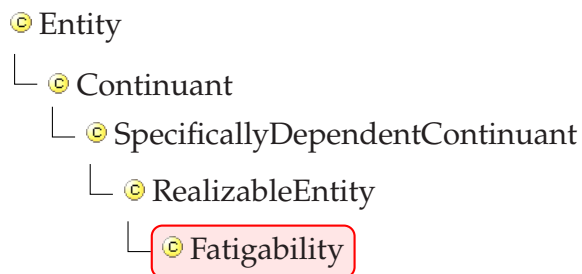 Entity
Continuant
SpecificallyDependentContinuant
RealizableEntity
Fatigability